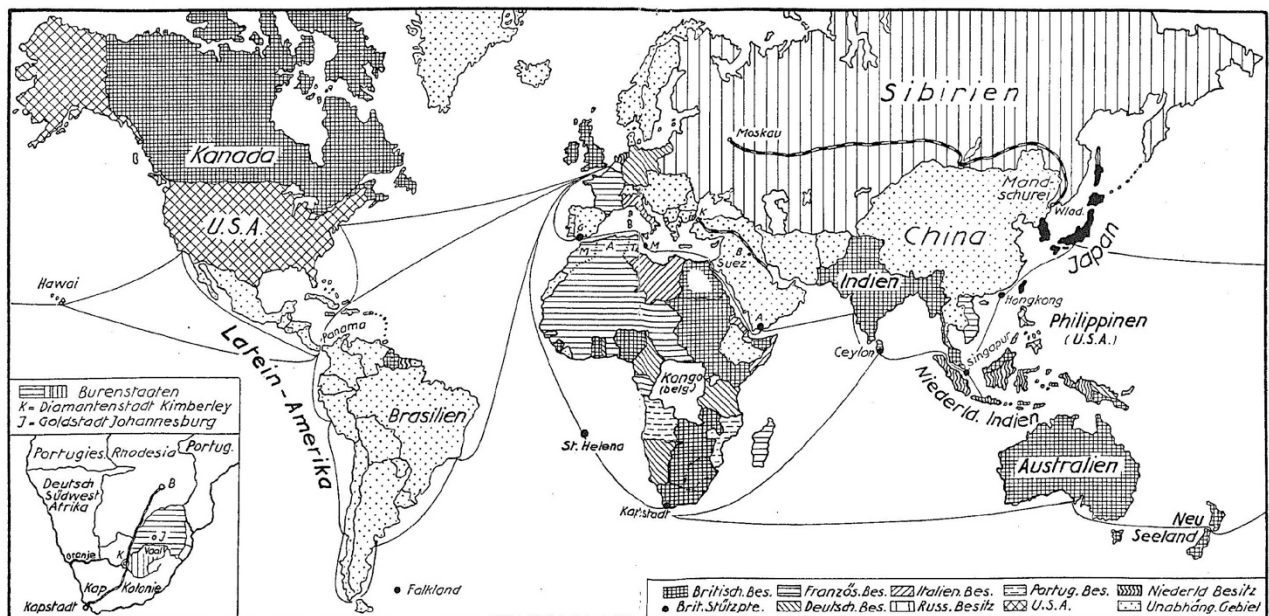 Sibirien
Moskau
Kanada
Mand-
schurei
Wlad.
U.S.A.
China
Japan
K
G
M
A
T
M
B
Suez
Indien
Hawai
Hongkong
Philippinen
(U.S.A.)
Panama
A
Ceylon
Singapur
B
Latein-Amerika
Kongo
(belg.)
Niederld. Indien
Brasilien
St. Helena
Australien
Kapstadt
Neu
Seeland
Falkland
Burenstaaten
K = Diamantenstadt Kimberley
J = Goldstadt Johannesburg
Portugies.
Rhodesia
Portug.
Deutsch
Südwest
Afrika
B
J
K
Vaal
Oranje
Kap
Kolonie
Kapstadt
Britisch. Bes. Französ. Bes. Italien. Bes. Portug. Bes. Niederld Besitz
Brit. Stützpte. Deutsch. Bes. Russ. Besitz U.S.A. Unabhäng. Gebiet